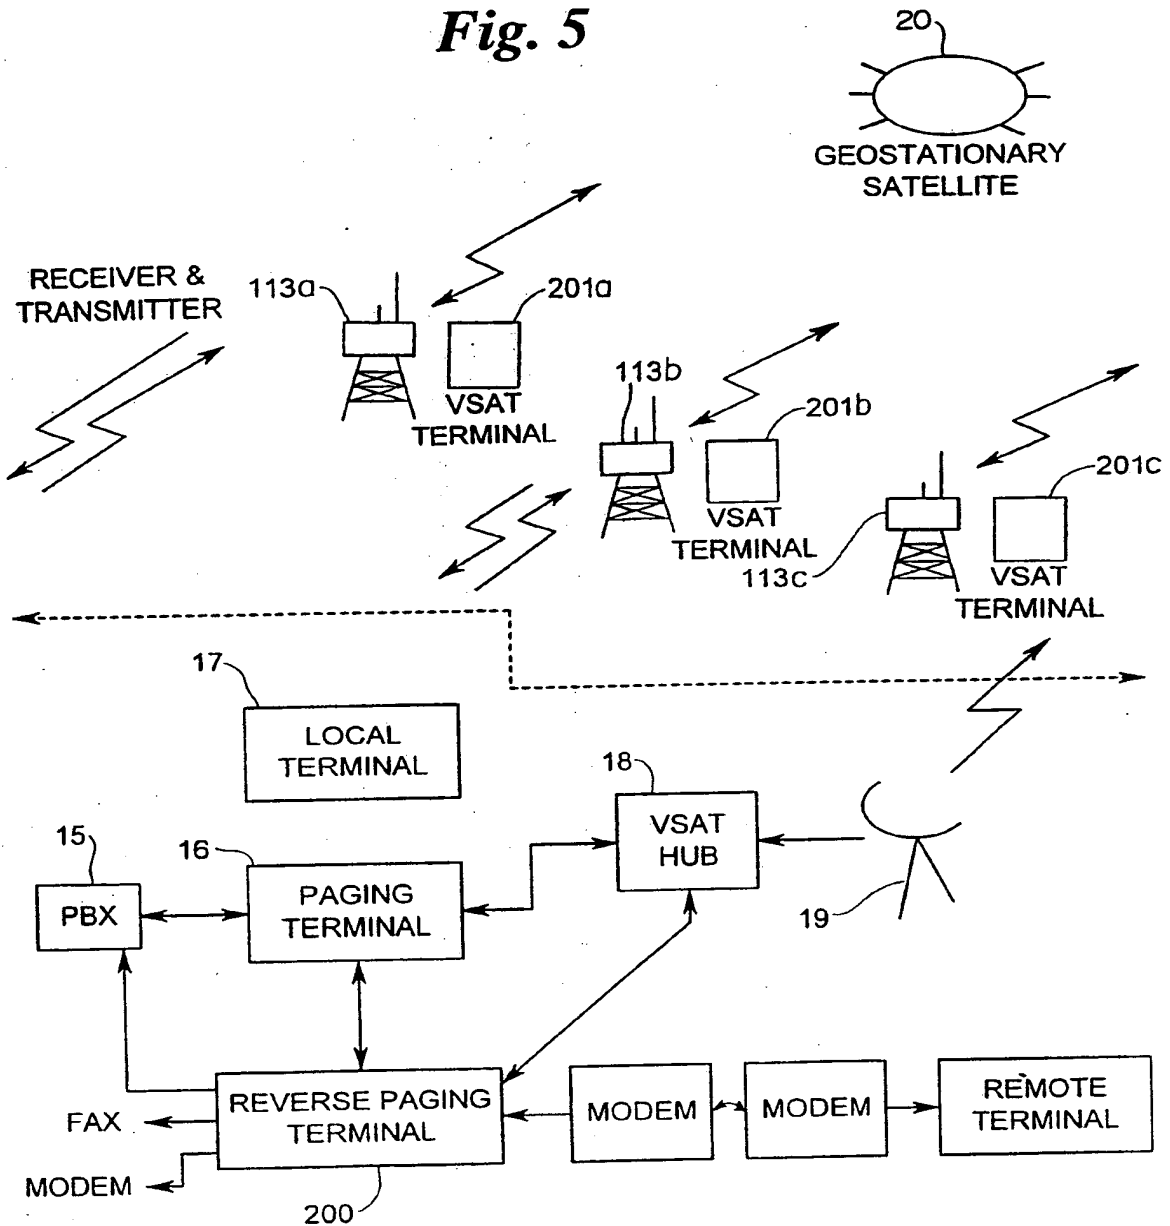 Fig. 5
20
GEOSTATIONARY
SATELLITE
RECEIVER &
TRANSMITTER
113a
201a
VSAT
TERMINAL
113b
201b
VSAT
TERMINAL
201c
113c
VSAT
TERMINAL
17
LOCAL
TERMINAL
18
VSAT
HUB
15
PBX
16
PAGING
TERMINAL
19
REVERSE PAGING
TERMINAL
200
FAX
MODEM
MODEM
MODEM
REMOTE
TERMINAL